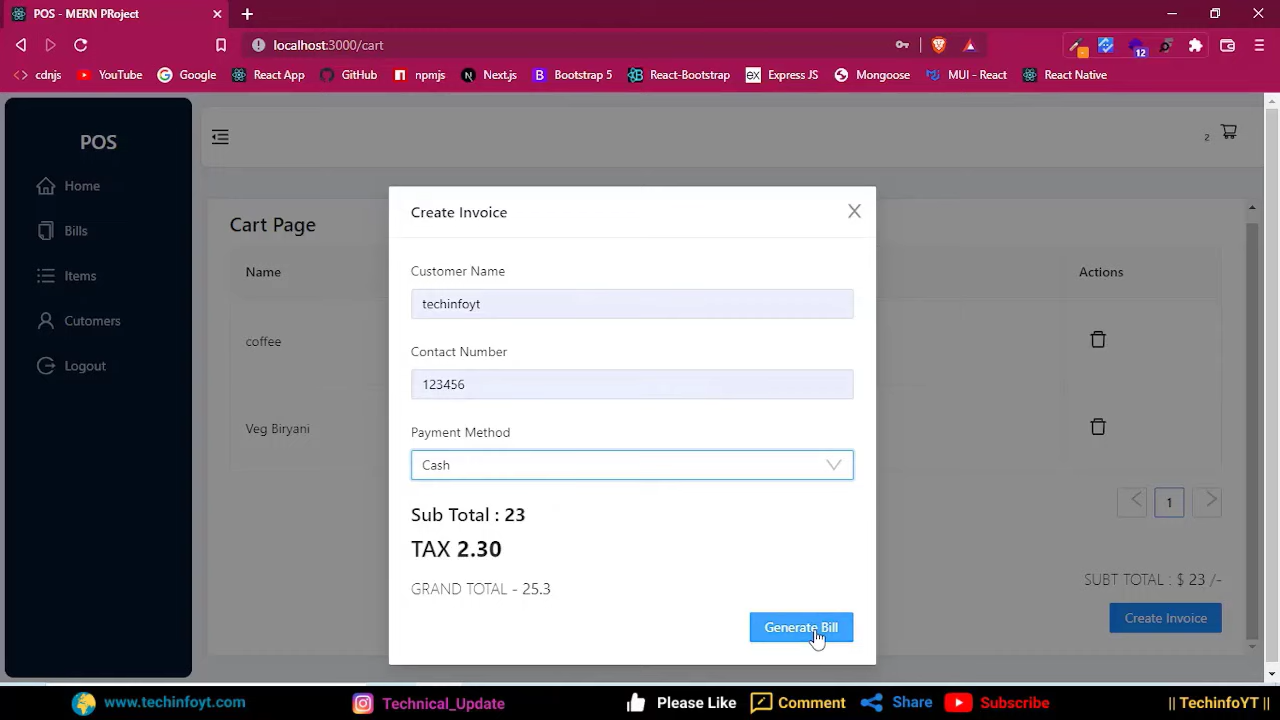 POS - MERN PRoject
localhost:3000/cart
12
cdnjs YouTube Google React App GitHub npmjs Next.js Bootstrap 5 React-Bootstrap Express JS Mongoose MUI - React React Native
POS
Home
Bills
Items
Cutomers
Logout
2
Cart Page
Name
Actions
coffee
Veg Biryani
1
SUBT TOTAL : $ 23 /-
Create Invoice
Create Invoice
Customer Name
techinfoyt
Contact Number
123456
Payment Method
Cash
Sub Total : 23
TAX 2.30
GRAND TOTAL - 25.3
Generate Bill
www.techinfoyt.com Technical_Update Please Like Comment Share Subscribe || TechinfoYT ||